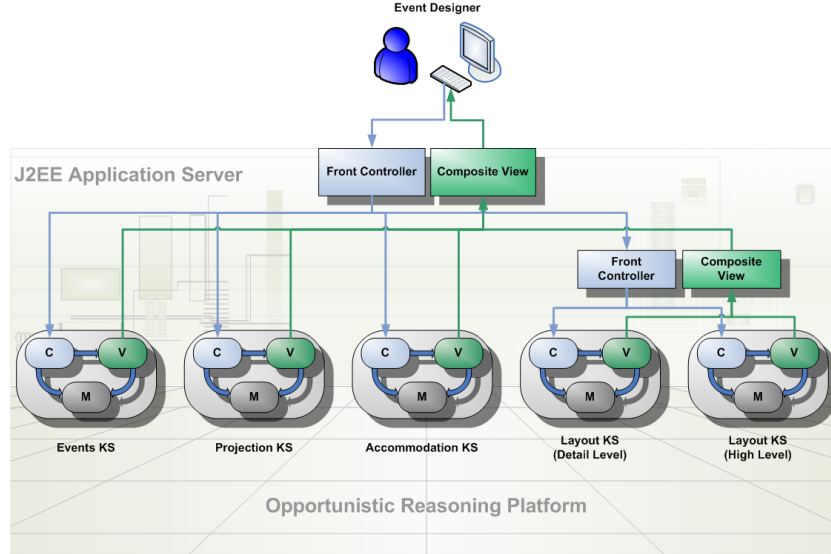 Event Designer
J2EE Application Server
Front Controller
Composite View
Front
Controller
Composite
View
C
V
M
C
V
M
C
V
M
C
V
M
C
V
M
Events KS
Projection KS
Accommodation KS
Layout KS
(Detail Level)
Layout KS
(High Level)
Opportunistic Reasoning Platform